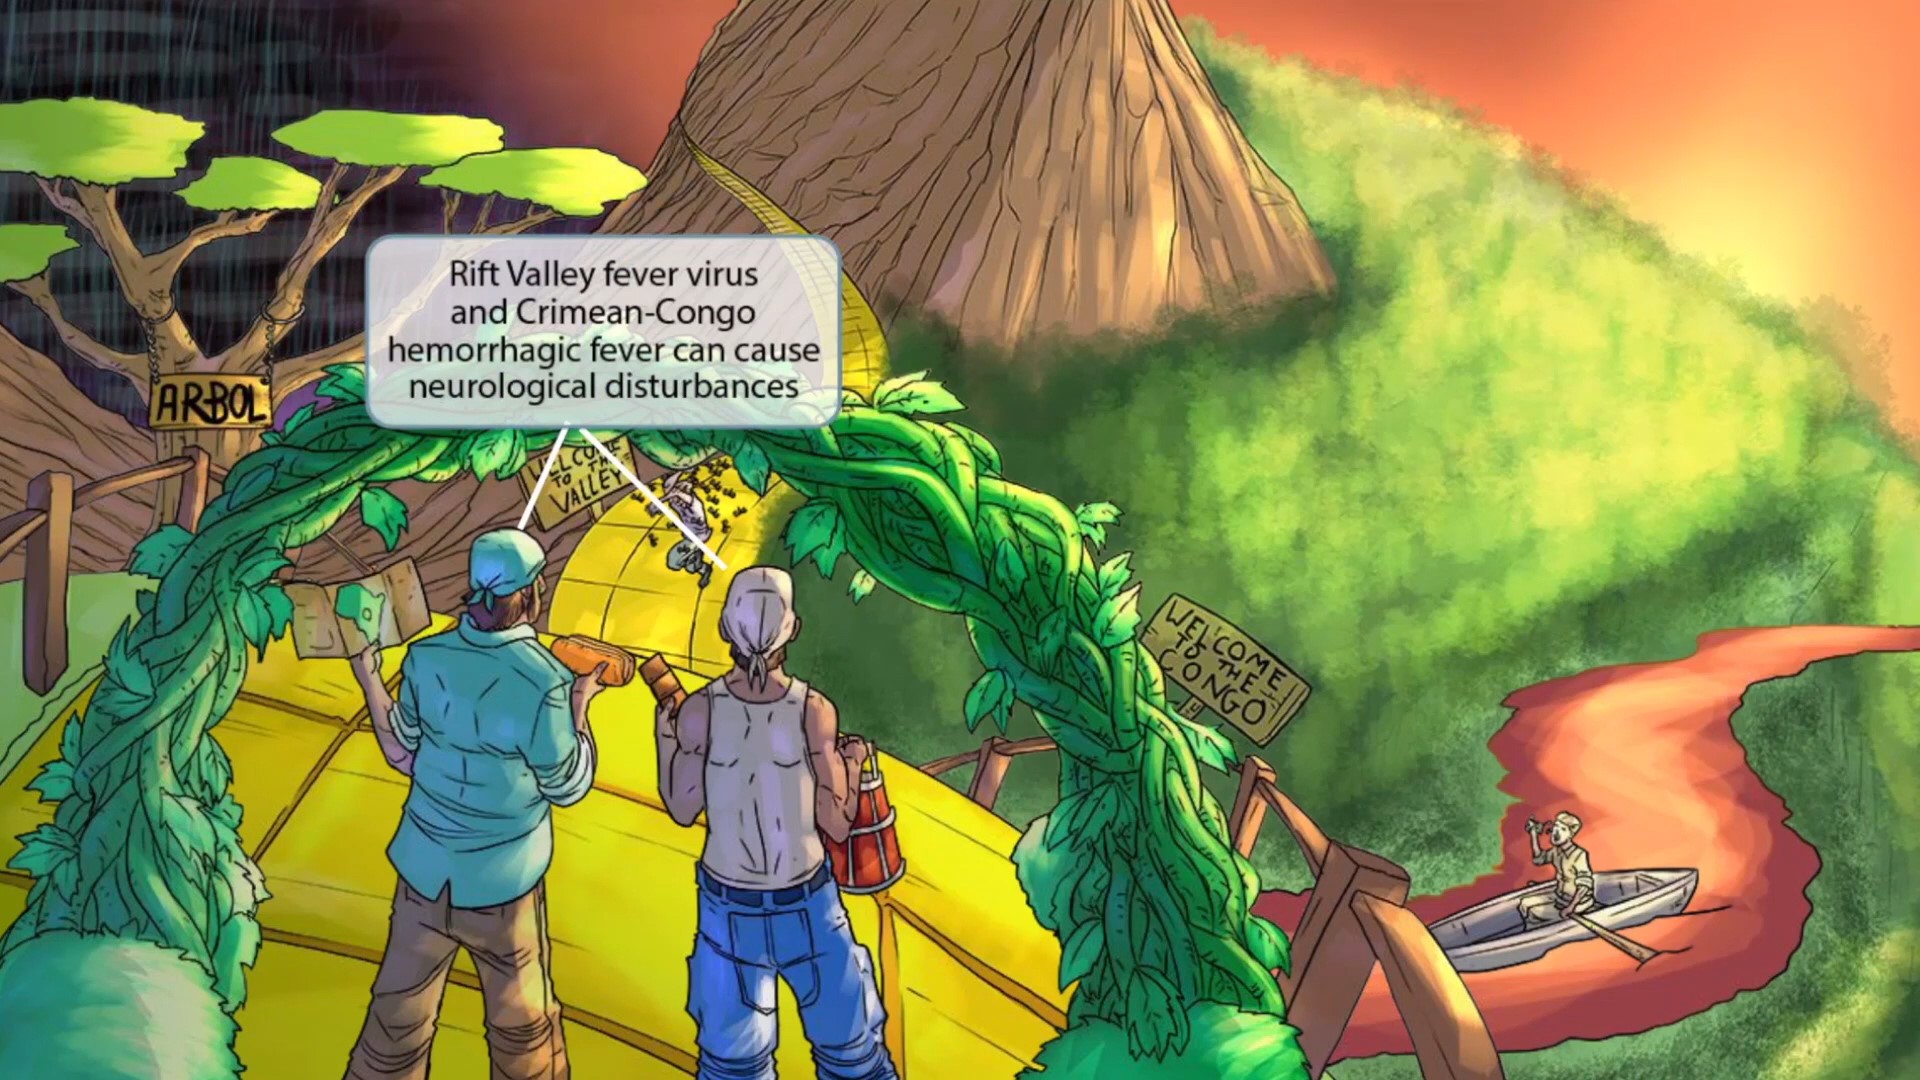 Rift Valley fever virus
and Crimean-Congo
hemorrhagic fever can cause
neurological disturbances
ARBOL
WELCOME
TO THE
VALLEY
WELCOME
TO THE
CONGO